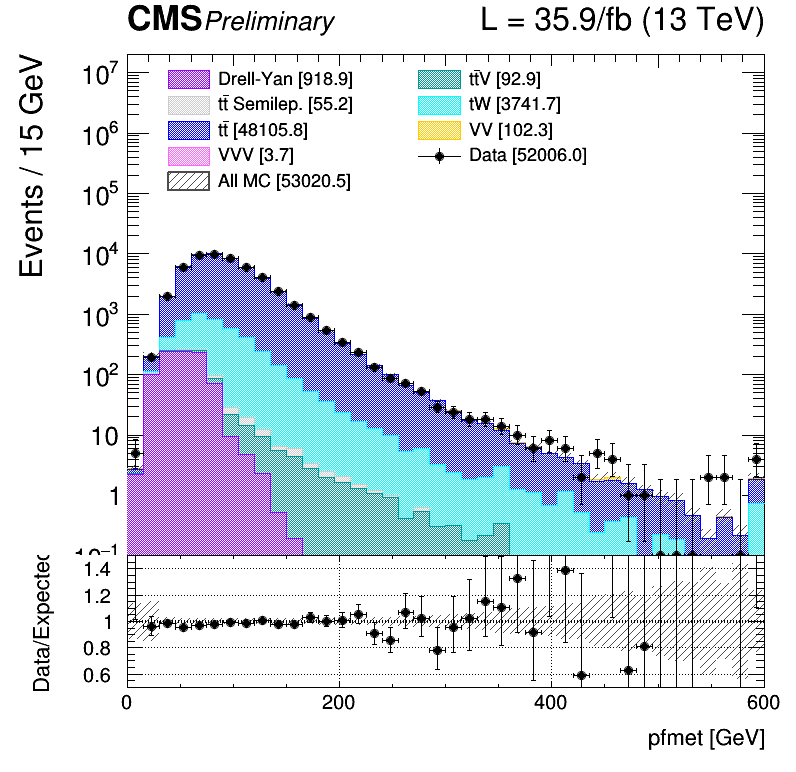 CMS Preliminary L = 35.9/fb (13 TeV)
Events / 15 GeV
Drell-Yan [918.9]
tt̄ Semilep. [55.2]
tt̄ [48105.8]
VVV [3.7]
All MC [53020.5]
tt̄V [92.9]
tW [3741.7]
VV [102.3]
Data [52006.0]
10⁷
10⁶
10⁵
10⁴
10³
10²
10
1
10⁻¹
Data/Expected
1.4
1.2
1
0.8
0.6
0 200 400 600
pfmet [GeV]